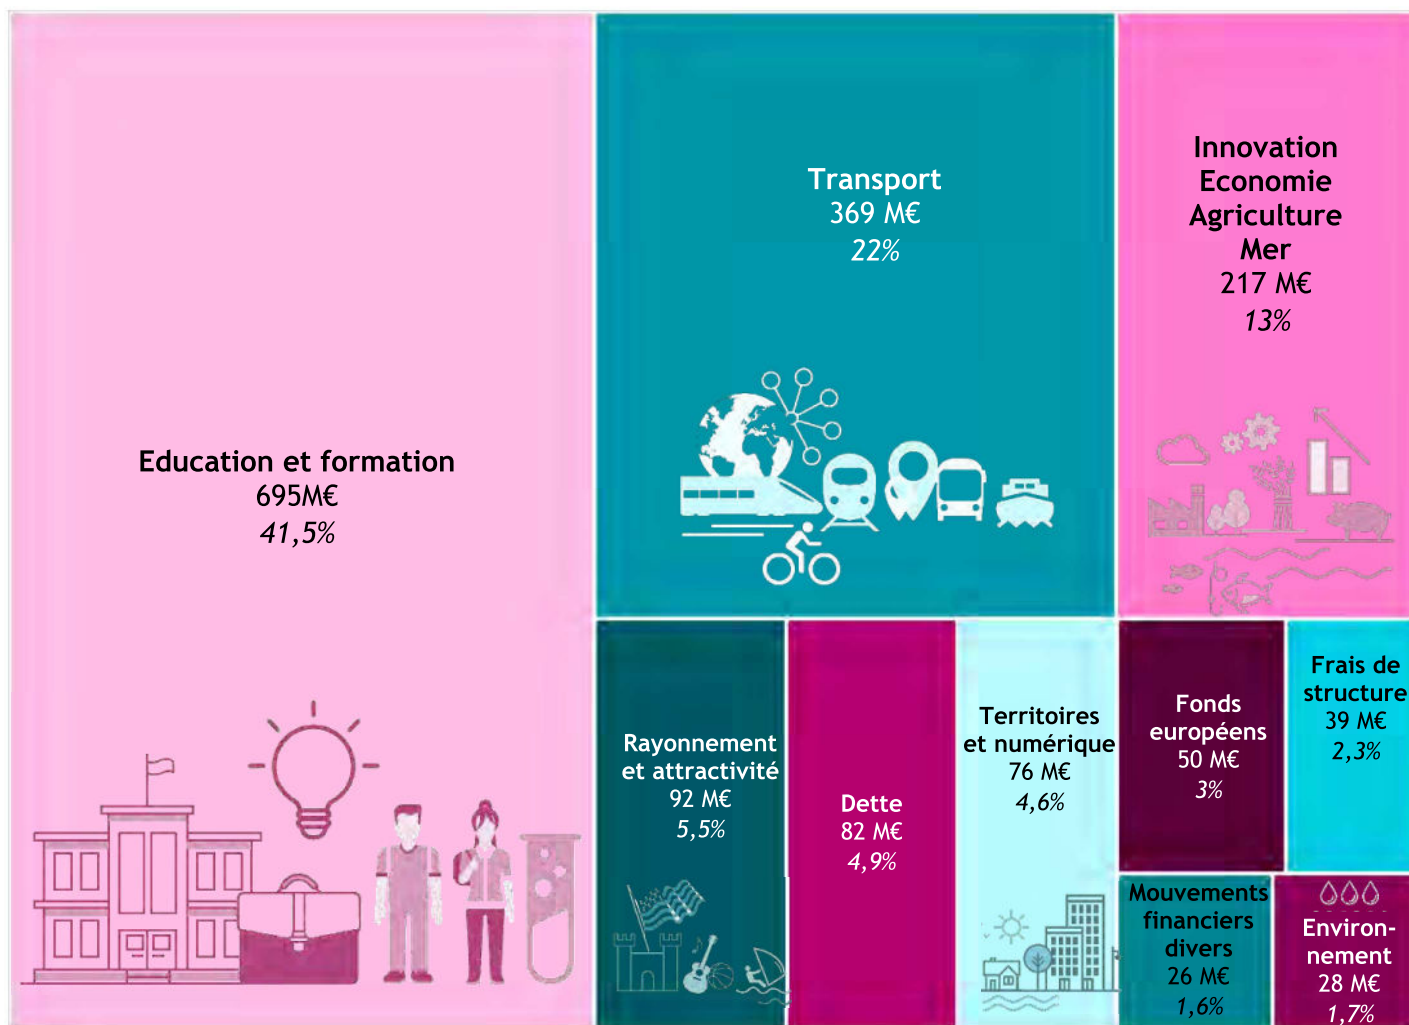 Education et formation
695M€
41,5%
Transport
369 M€
22%
Innovation
Economie
Agriculture
Mer
217 M€
13%
Rayonnement
et attractivité
92 M€
5,5%
Dette
82 M€
4,9%
Territoires
et numérique
76 M€
4,6%
Fonds
européens
50 M€
3%
Frais de
structure
39 M€
2,3%
Mouvements
financiers
divers
26 M€
1,6%
Environ-
nement
28 M€
1,7%